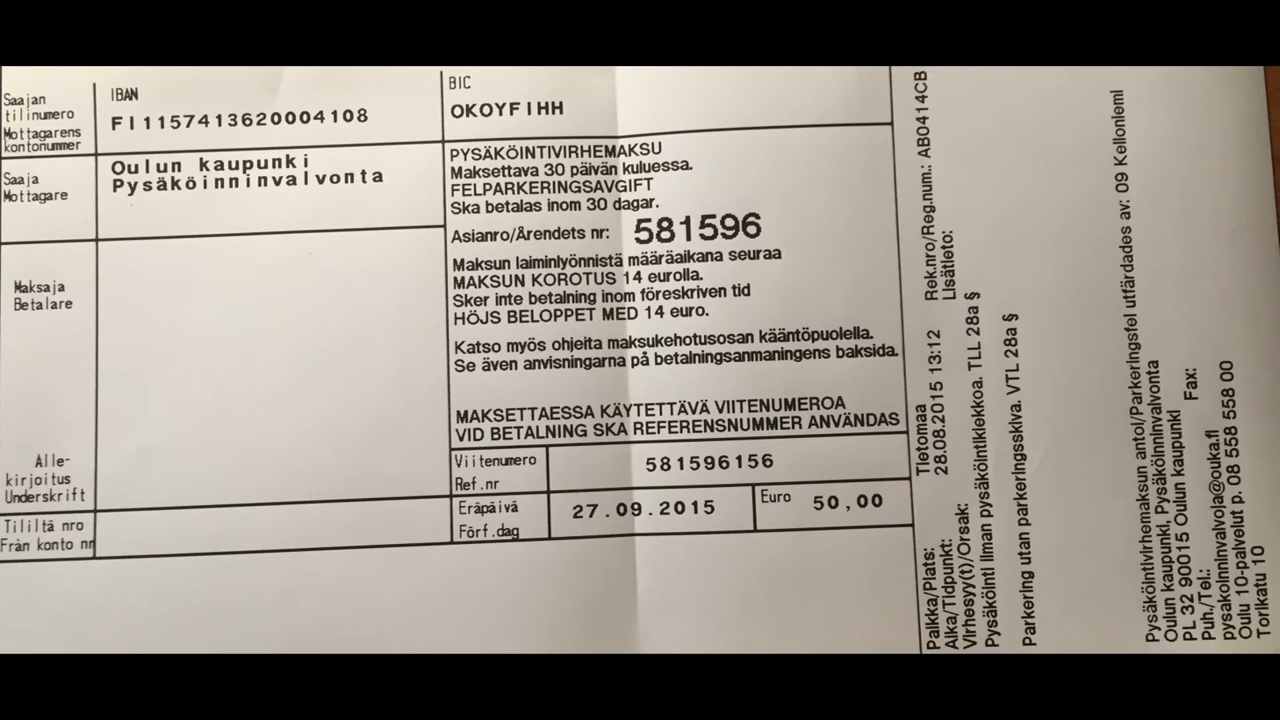 Saajan
tilinumero
Mottagarens
kontonummer
IBAN
FI1157413620004108
BIC
OKOYFIHH
Saaja
Mottagare
Oulun kaupunki
Pysäköinninvalvonta
Maksaja
Betalare
Alle-
kirjoitus
Underskrift
Tililtä nro
Från konto nr
PYSÄKÖINTIVIRHEMAKSU
Maksettava 30 päivän kuluessa.
FELPARKERINGSAVGIFT
Ska betalas inom 30 dagar.
Asianro/Ärendets nr: 581596
Maksun laiminlyönnistä määräaikana seuraa
MAKSUN KOROTUS 14 eurolla.
Sker inte betalning inom föreskriven tid
HÖJS BELOPPET MED 14 euro.
Katso myös ohjeita maksukehotusosan kääntöpuolella.
Se även anvisningarna på betalningsanmaningens baksida.
MAKSETTAESSA KÄYTETTÄVÄ VIITENUMEROA
VID BETALNING SKA REFERENSNUMMER ANVÄNDAS
Viitenumero
Ref.nr
581596156
Eräpäivä
Förf.dag
27.09.2015
Euro
50,00
Paikka/Plats: Tietomaa
Aika/Tidpunkt: 28.08.2015 13:12 Rek.nro/Reg.num.: AB0414CB
Virhesyy(t)/Orsak: Lisätieto:
Pysäköinti ilman pysäköintikiekkoa. TLL 28a §
Parkering utan parkeringsskiva. VTL 28a §
Pysäköintivirhemaksun antoi/Parkeringsfel utfärdades av: 09 Kelloniemi
Oulun kaupunki, Pysäköinninvalvonta
PL 32 90015 Oulun kaupunki
Puh./Tel.: Fax:
pysakoinninvalvoja@ouka.fi
Oulu 10-palvelut p. 08 558 558 00
Torikatu 10